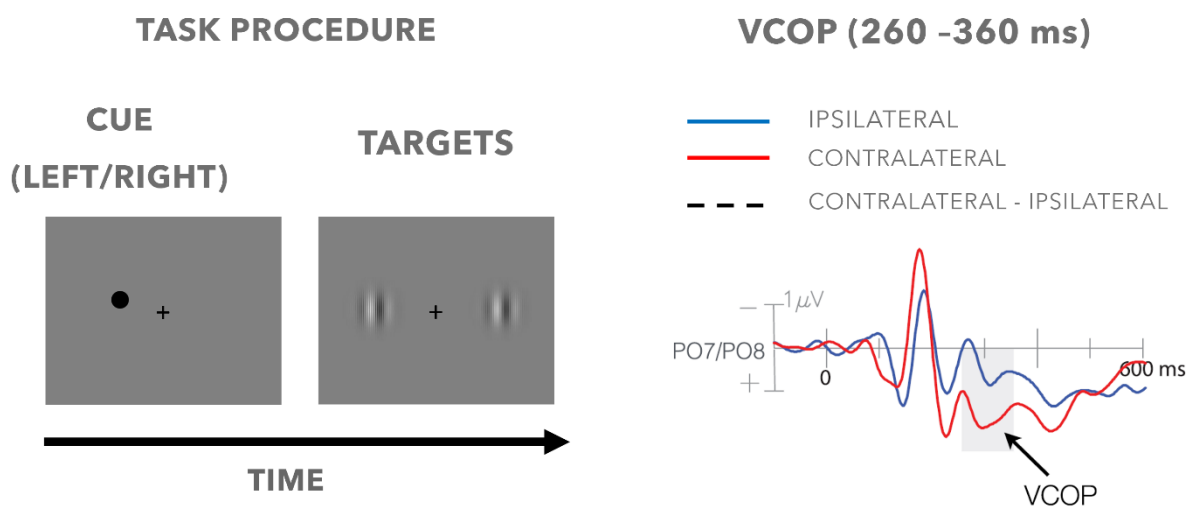 TASK PROCEDURE
CUE
(LEFT/RIGHT)
TARGETS
TIME
VCOP (260 –360 ms)
IPSILATERAL
CONTRALATERAL
CONTRALATERAL - IPSILATERAL
− 1μV
PO7/PO8
+
0
600 ms
VCOP